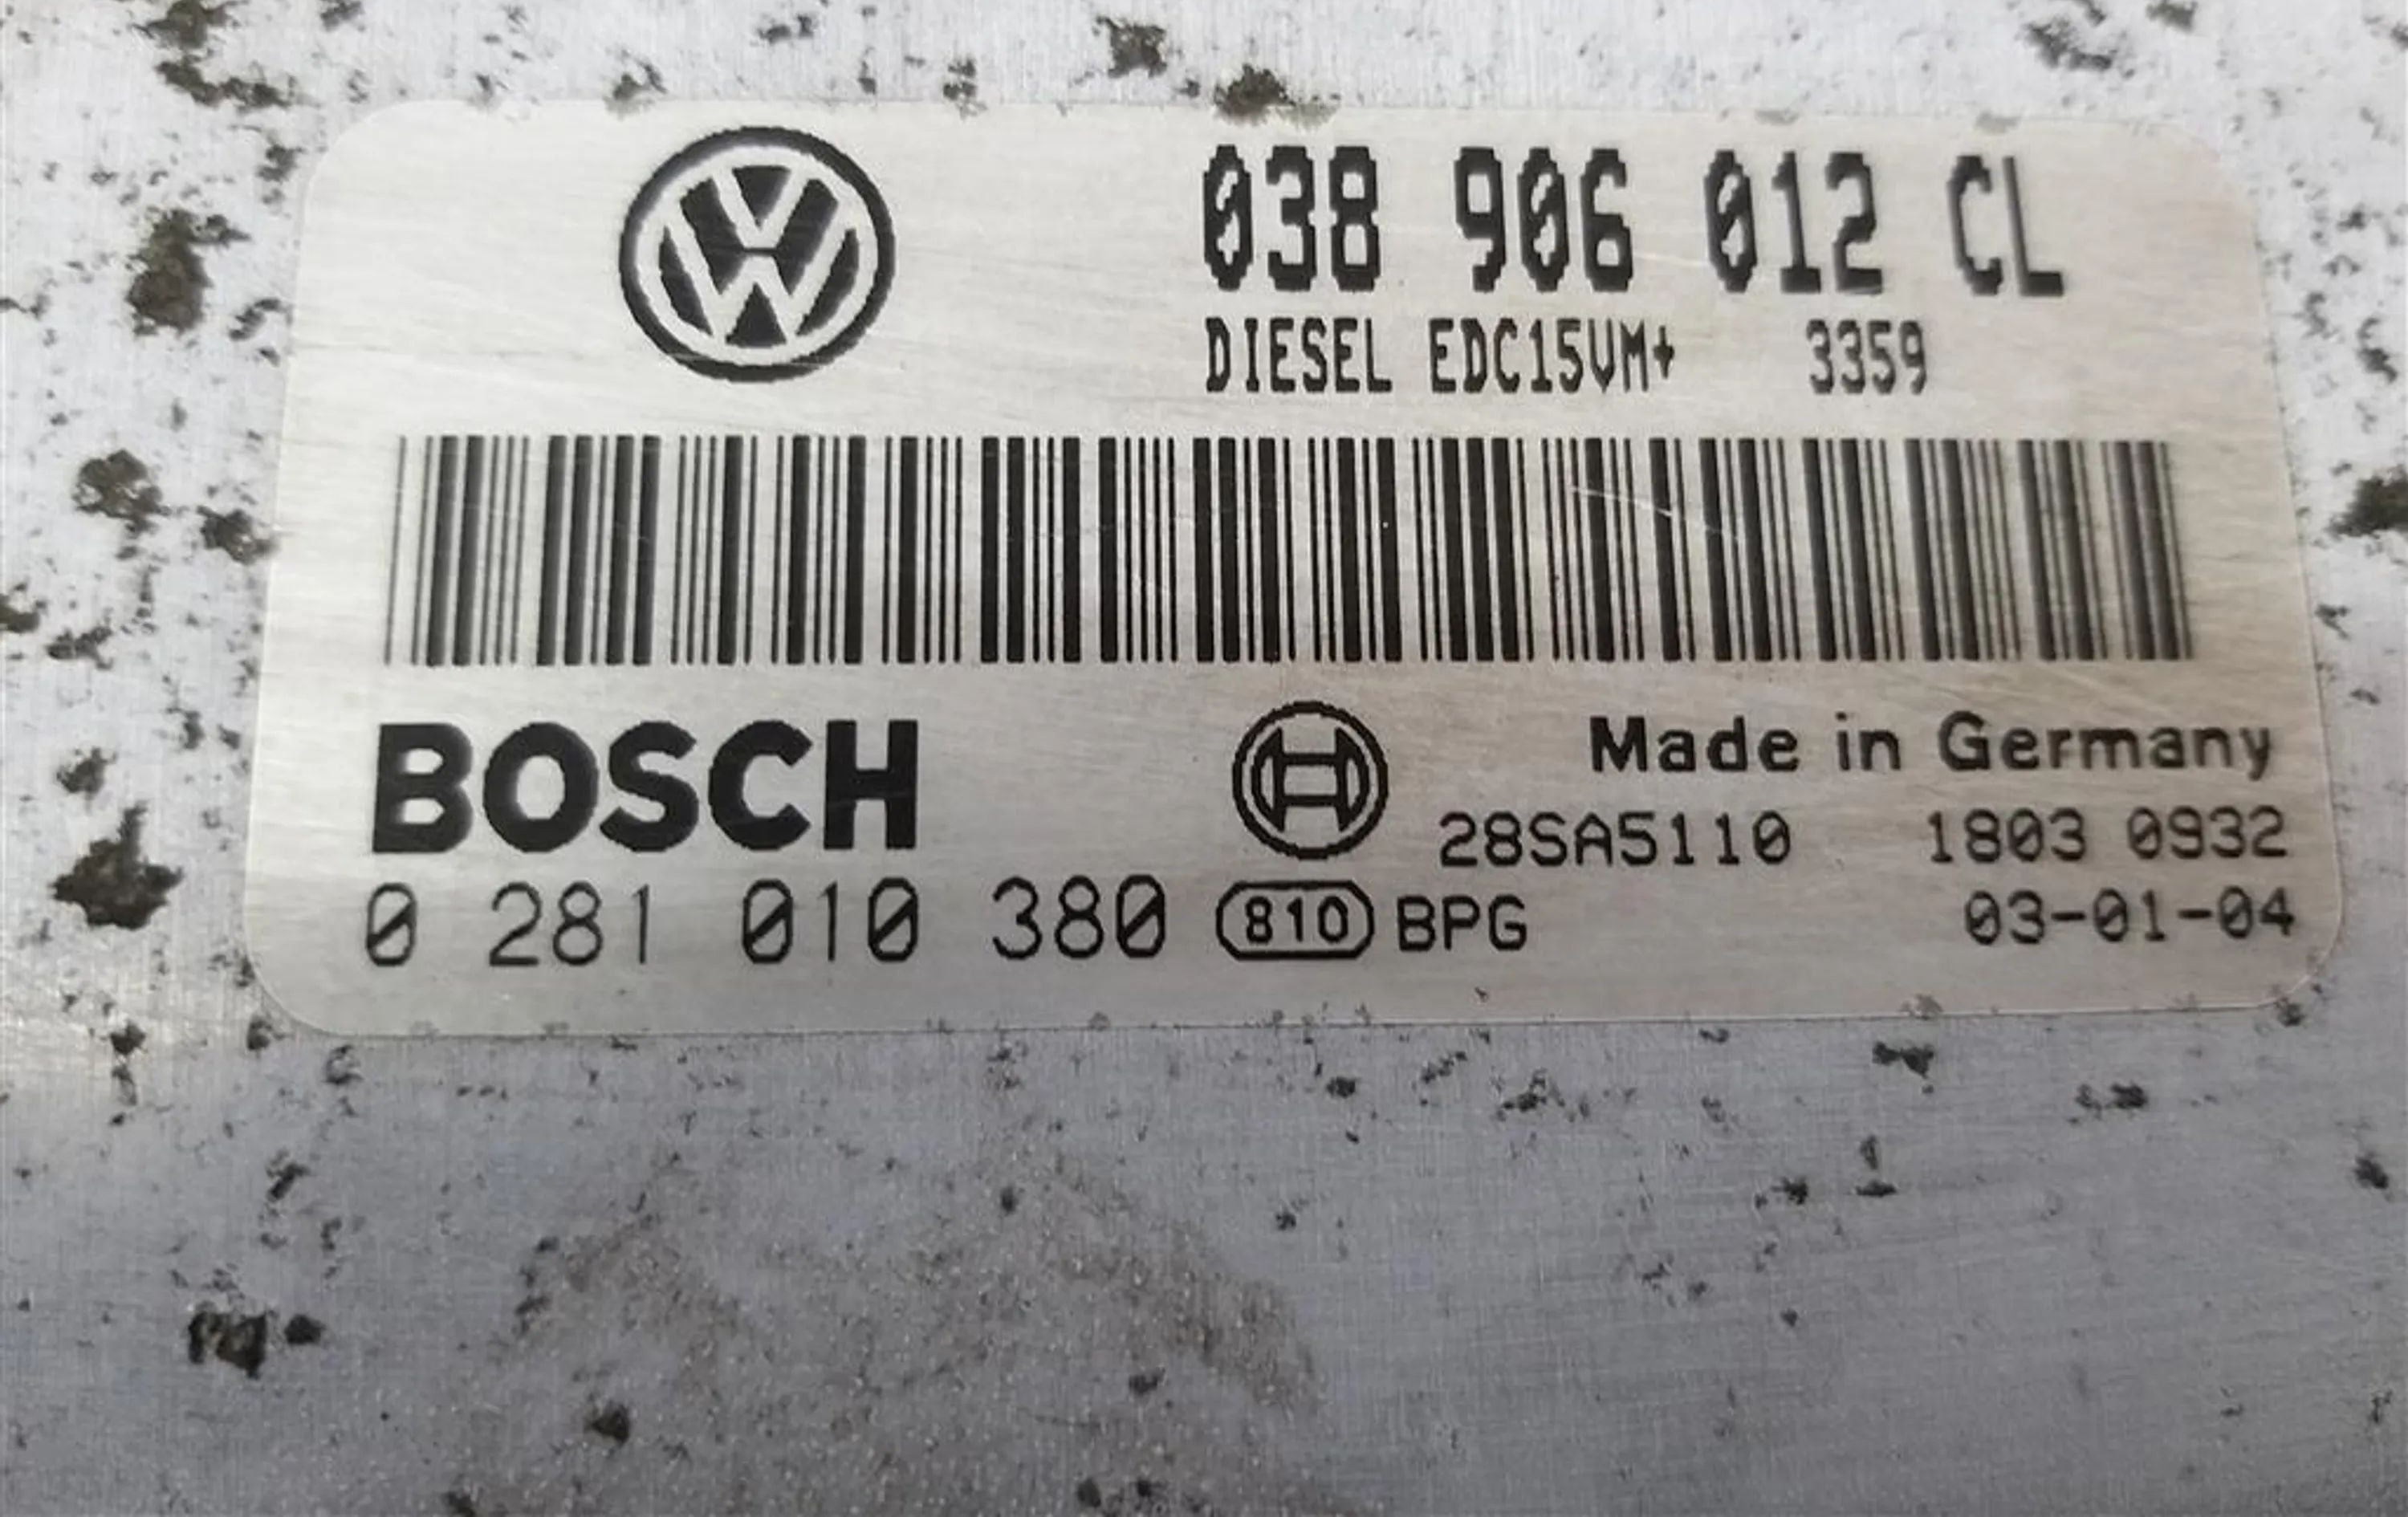 038 906 012 CL
DIESEL EDC15VM+ 3359
BOSCH
Made in Germany
28SA5110 1803 0932
0 281 010 380 810 BPG 03-01-04